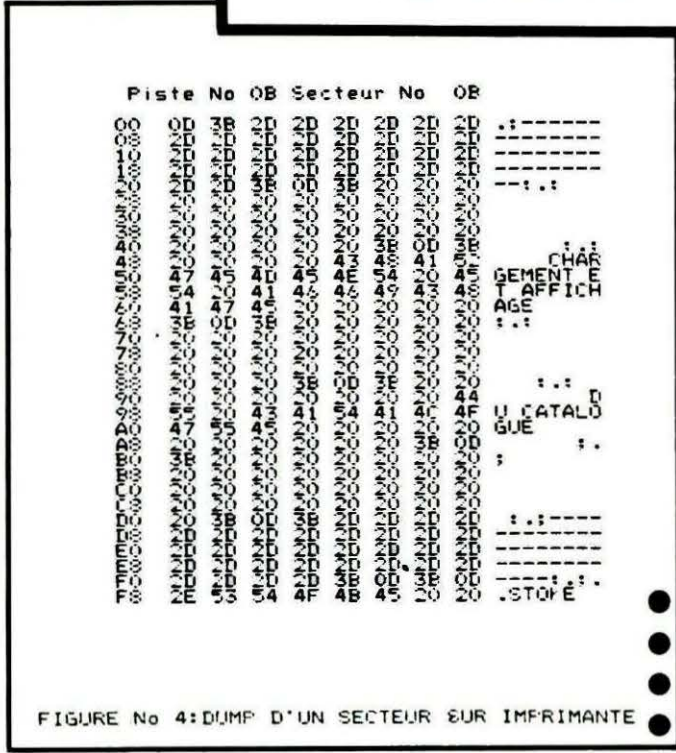 Piste No 0B Secteur No 0B
00 0D 3B 2D 2D 2D 2D 2D 2D .;------
08 2D 2D 2D 2D 2D 2D 2D 2D --------
10 2D 2D 2D 2D 2D 2D 2D 2D --------
18 2D 2D 2D 2D 2D 2D 2D 2D --------
20 2D 2D 3B 0D 3B 20 20 20 --;.;
28 20 20 20 20 20 20 20 20
30 20 20 20 20 20 20 20 20
38 20 20 20 20 20 20 20 20
40 20 20 20 20 20 3B 0D 3B ;.;
48 20 20 20 20 43 48 41 52 CHAR
50 47 45 4D 45 4E 54 20 45 GEMENT E
58 54 20 41 46 46 49 43 48 T AFFICH
60 41 47 45 20 20 20 20 20 AGE
68 3B 0D 3B 20 20 20 20 20 ;.;
70 20 20 20 20 20 20 20 20
78 20 20 20 20 20 20 20 20
80 20 20 20 20 20 20 20 20
88 20 20 20 3B 0D 3B 20 20 ;.;
90 20 20 20 20 20 20 20 44 D
98 55 20 43 41 54 41 4C 4F U CATALO
A0 47 55 45 20 20 20 20 20 GUE
A8 20 20 20 20 20 20 3B 0D ;.
B0 3B 20 20 20 20 20 20 20 ;
B8 20 20 20 20 20 20 20 20
C0 20 20 20 20 20 20 20 20
C8 20 20 20 20 20 20 20 20
D0 20 3B 0D 3B 2D 2D 2D 2D ;.;----
D8 2D 2D 2D 2D 2D 2D 2D 2D --------
E0 2D 2D 2D 2D 2D 2D 2D 2D --------
E8 2D 2D 2D 2D 2D 2D 2D 2D --------
F0 2D 2D 2D 2D 3B 0D 3B 0D ----;.;.
F8 2E 53 54 4F 4B 45 20 20 .STOKE
FIGURE No 4:DUMP D'UN SECTEUR SUR IMPRIMANTE